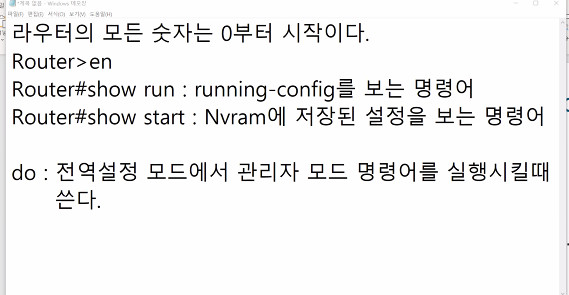 *제목 없음 - Windows 메모장
파일(F) 편집(E) 서식(O) 보기(V) 도움말(H)
라우터의 모든 숫자는 0부터 시작이다.
Router>en
Router#show run : running-config를 보는 명령어
Router#show start : Nvram에 저장된 설정을 보는 명령어
do : 전역설정 모드에서 관리자 모드 명령어를 실행시킬때
쓴다.